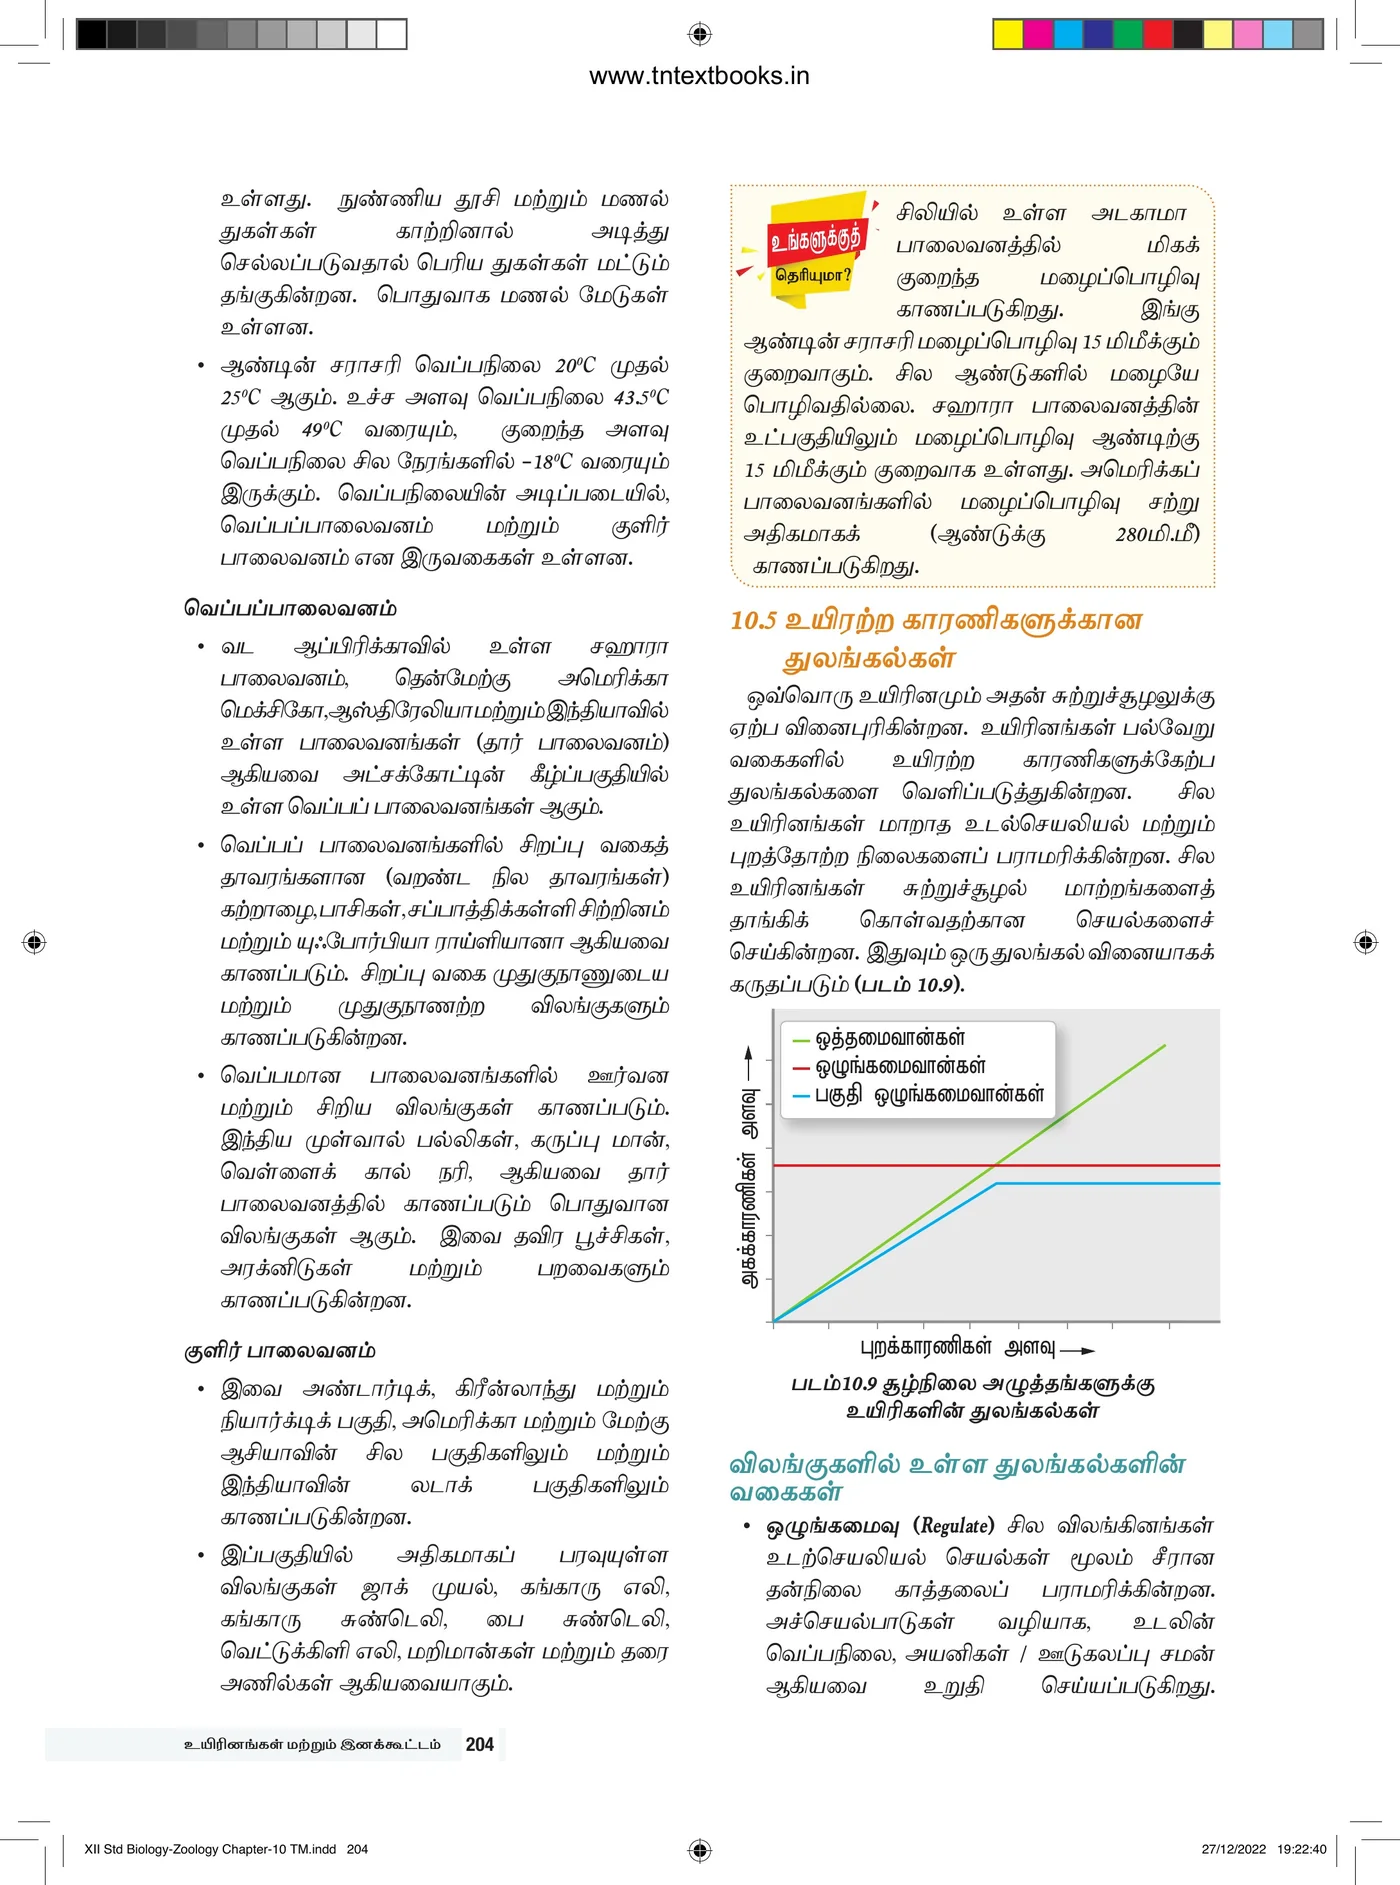 www.tntextbooks.in
உள்ளது. நுண்ணிய தூசி மற்றும் மணல்
துகள்கள் காற்றினால் அடித்து
செல்லப்படுவதால் பெரிய துகள்கள் மட்டும்
தங்குகின்றன. பொதுவாக மணல் மேடுகள்
உள்ளன.
• ஆண்டின் சராசரி வெப்பநிலை 20⁰C முதல்
25⁰C ஆகும். உச்ச அளவு வெப்பநிலை 43.5⁰C
முதல் 49⁰C வரையும், குறைந்த அளவு
வெப்பநிலை சில நேரங்களில் -18⁰C வரையும்
இருக்கும். வெப்பநிலையின் அடிப்படையில்,
வெப்பப்பாலைவனம் மற்றும் குளிர்
பாலைவனம் என இருவகைகள் உள்ளன.
வெப்பப்பாலைவனம்
• வட ஆப்பிரிக்காவில் உள்ள சஹாரா
பாலைவனம், தென்மேற்கு அமெரிக்கா
மெக்சிகோ,ஆஸ்திரேலியாமற்றும்இந்தியாவில்
உள்ள பாலைவனங்கள் (தார் பாலைவனம்)
ஆகியவை அட்சக்கோட்டின் கீழ்ப்பகுதியில்
உள்ள வெப்பப் பாலைவனங்கள் ஆகும்.
• வெப்பப் பாலைவனங்களில் சிறப்பு வகைத்
தாவரங்களான (வறண்ட நில தாவரங்கள்)
கற்றாழை,பாசிகள்,சப்பாத்திக்கள்ளி சிற்றினம்
மற்றும் யுஃபோர்பியா ராய்ளியானா ஆகியவை
காணப்படும். சிறப்பு வகை முதுகுநாணுடைய
மற்றும் முதுகுநாணற்ற விலங்குகளும்
காணப்படுகின்றன.
• வெப்பமான பாலைவனங்களில் ஊர்வன
மற்றும் சிறிய விலங்குகள் காணப்படும்.
இந்திய முள்வால் பல்லிகள், கருப்பு மான்,
வெள்ளைக் கால் நரி, ஆகியவை தார்
பாலைவனத்தில் காணப்படும் பொதுவான
விலங்குகள் ஆகும். இவை தவிர பூச்சிகள்,
அரக்னிடுகள் மற்றும் பறவைகளும்
காணப்படுகின்றன.
குளிர் பாலைவனம்
• இவை அண்டார்டிக், கிரீன்லாந்து மற்றும்
நியார்க்டிக் பகுதி, அமெரிக்கா மற்றும் மேற்கு
ஆசியாவின் சில பகுதிகளிலும் மற்றும்
இந்தியாவின் லடாக் பகுதிகளிலும்
காணப்படுகின்றன.
• இப்பகுதியில் அதிகமாகப் பரவுயுள்ள
விலங்குகள் ஜாக் முயல், கங்காரு எலி,
கங்காரு சுண்டெலி, பை சுண்டெலி,
வெட்டுக்கிளி எலி, மறிமான்கள் மற்றும் தரை
அணில்கள் ஆகியவையாகும்.
உங்களுக்குத்
தெரியுமா?
சிலியில் உள்ள அடகாமா
பாலைவனத்தில் மிகக்
குறைந்த மழைப்பொழிவு
காணப்படுகிறது. இங்கு
ஆண்டின் சராசரி மழைப்பொழிவு 15 மிமீக்கும்
குறைவாகும். சில ஆண்டுகளில் மழையே
பொழிவதில்லை. சஹாரா பாலைவனத்தின்
உட்பகுதியிலும் மழைப்பொழிவு ஆண்டிற்கு
15 மிமீக்கும் குறைவாக உள்ளது. அமெரிக்கப்
பாலைவனங்களில் மழைப்பொழிவு சற்று
அதிகமாகக் (ஆண்டுக்கு 280மி.மீ)
காணப்படுகிறது.
10.5 உயிரற்ற காரணிகளுக்கான
துலங்கல்கள்
ஒவ்வொரு உயிரினமும் அதன் சுற்றுச்சூழலுக்கு
ஏற்ப வினைபுரிகின்றன. உயிரினங்கள் பல்வேறு
வகைகளில் உயிரற்ற காரணிகளுக்கேற்ப
துலங்கல்களை வெளிப்படுத்துகின்றன. சில
உயிரினங்கள் மாறாத உடல்செயலியல் மற்றும்
புறத்தோற்ற நிலைகளைப் பராமரிக்கின்றன. சில
உயிரினங்கள் சுற்றுச்சூழல் மாற்றங்களைத்
தாங்கிக் கொள்வதற்கான செயல்களைச்
செய்கின்றன. இதுவும் ஒரு துலங்கல் வினையாகக்
கருதப்படும் (படம் 10.9).
ஒத்தமைவான்கள்
ஒழுங்கமைவான்கள்
பகுதி ஒழுங்கமைவான்கள்
அகக்காரணிகள் அளவு
புறக்காரணிகள் அளவு
படம்10.9 சூழ்நிலை அழுத்தங்களுக்கு
உயிரிகளின் துலங்கல்கள்
விலங்குகளில் உள்ள துலங்கல்களின்
வகைகள்
• ஒழுங்கமைவு (Regulate) சில விலங்கினங்கள்
உடற்செயலியல் செயல்கள் மூலம் சீரான
தன்நிலை காத்தலைப் பராமரிக்கின்றன.
அச்செயல்பாடுகள் வழியாக, உடலின்
வெப்பநிலை, அயனிகள் / ஊடுகலப்பு சமன்
ஆகியவை உறுதி செய்யப்படுகிறது.
உயிரினங்கள் மற்றும் இனக்கூட்டம் 204
XII Std Biology-Zoology Chapter-10 TM.indd 204
27/12/2022 19:22:40